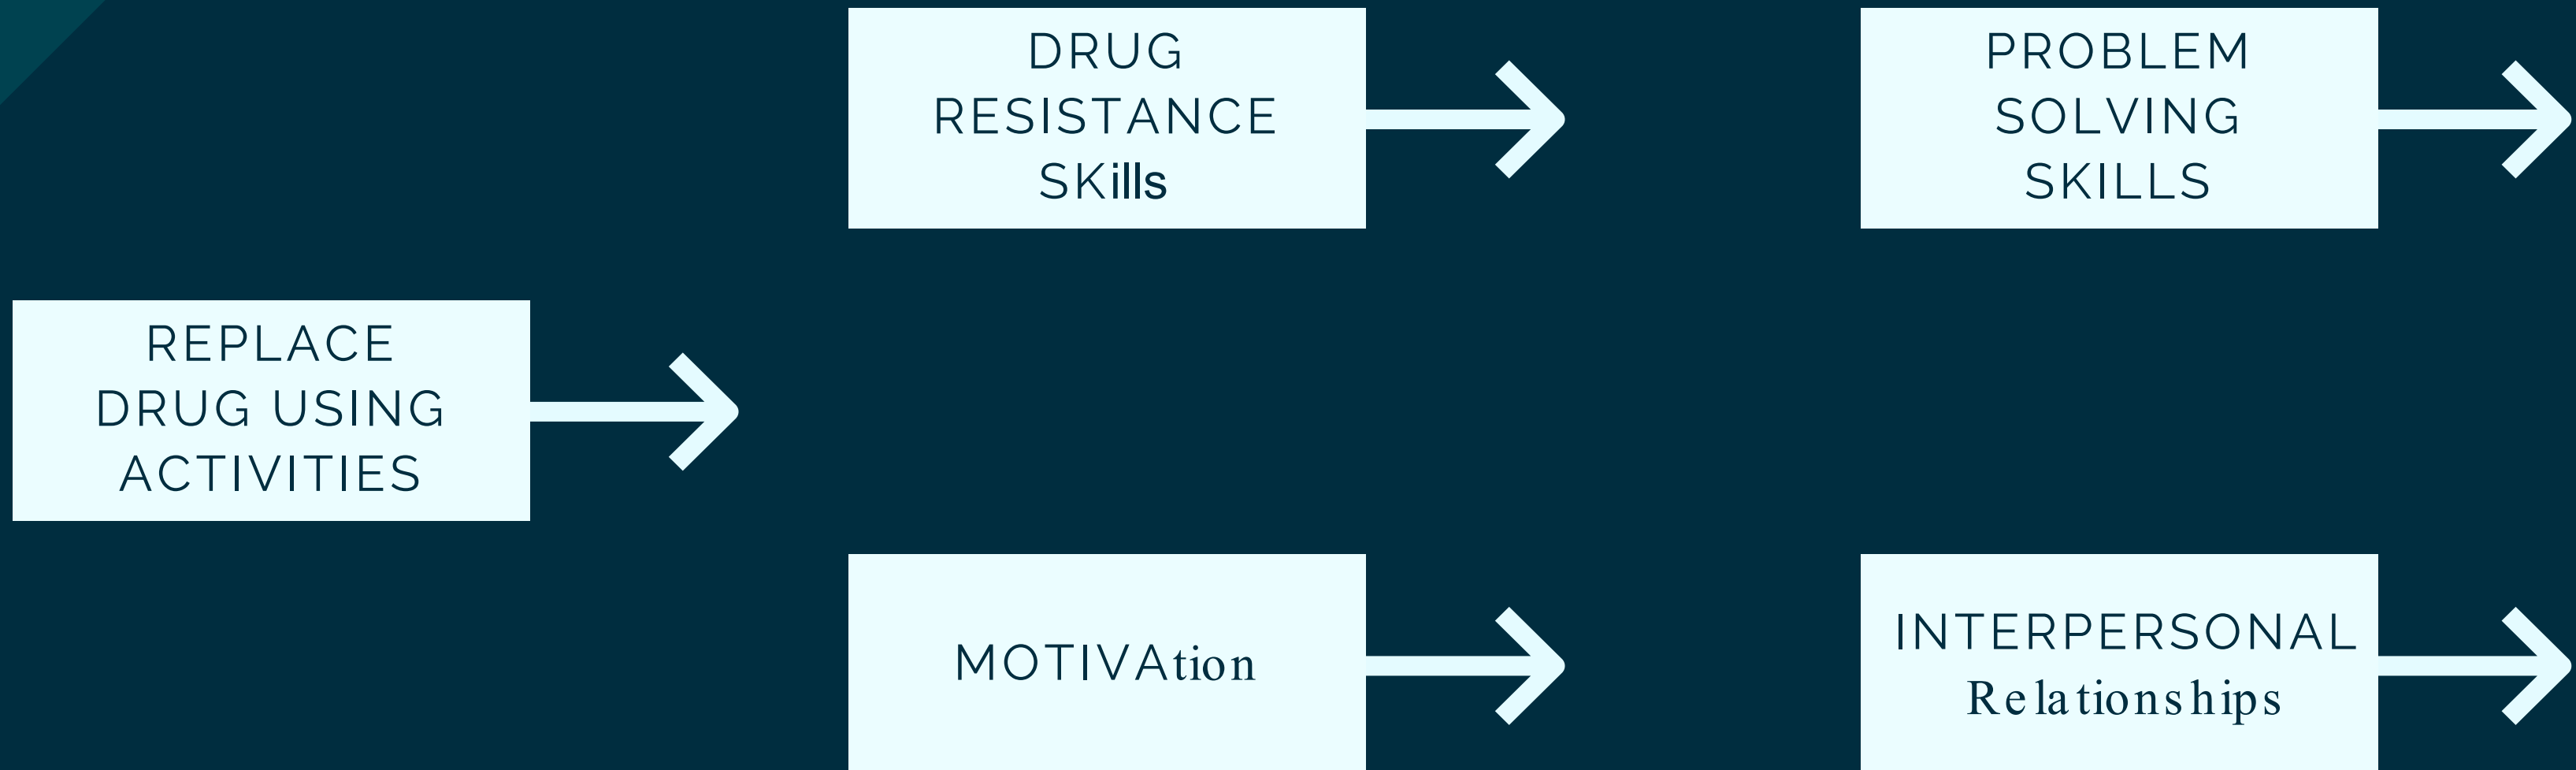 DRUG
RESISTANCE
SKills
PROBLEM
SOLVING
SKILLS
REPLACE
DRUG USING
ACTIVITIES
MOTIVAtion
INTERPERSONAL
Relationships